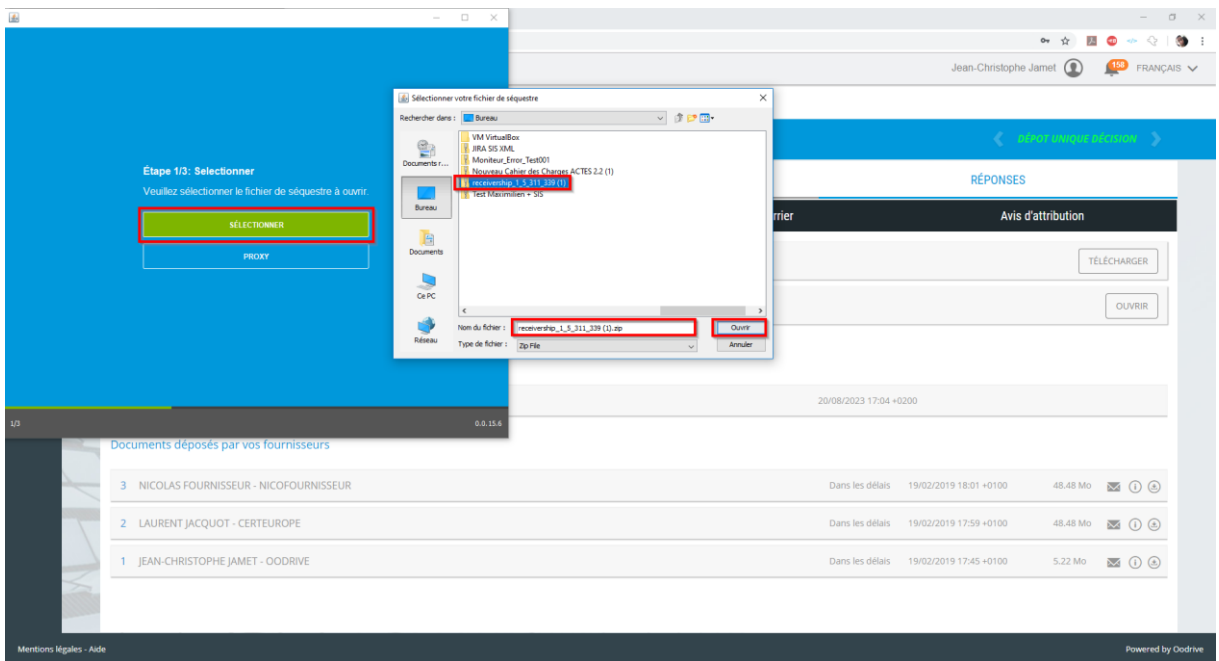 Jean-Christophe Jamet
158
FRANÇAIS
Sélectionner votre fichier de séquestre
Rechercher dans :
Bureau
VM VirtualBox
JIRA SIS XML
Moniteur_Error_Test001
Nouveau Cahier des Charges ACTES 2.2 (1)
receivership_1_5_311_339 (1)
Test Maximilien + SIS
Documents r...
Bureau
Documents
Ce PC
Réseau
Nom du fichier :
receivership_1_5_311_339 (1).zip
Ouvrir
Type de fichier :
Zip File
Annuler
Étape 1/3: Selectionner
Veuillez sélectionner le fichier de séquestre à ouvrir.
SÉLECTIONNER
PROXY
1/3
0.0.15.6
DÉPOT UNIQUE DÉCISION
RÉPONSES
rrier
Avis d'attribution
TÉLÉCHARGER
OUVRIR
20/08/2023 17:04 +0200
Documents déposés par vos fournisseurs
3 NICOLAS FOURNISSEUR - NICOFOURNISSEUR Dans les délais 19/02/2019 18:01 +0100 48.48 Mo
2 LAURENT JACQUOT - CERTEUROPE Dans les délais 19/02/2019 17:59 +0100 48.48 Mo
1 JEAN-CHRISTOPHE JAMET - OODRIVE Dans les délais 19/02/2019 17:45 +0100 5.22 Mo
Mentions légales - Aide
Powered by Oodrive